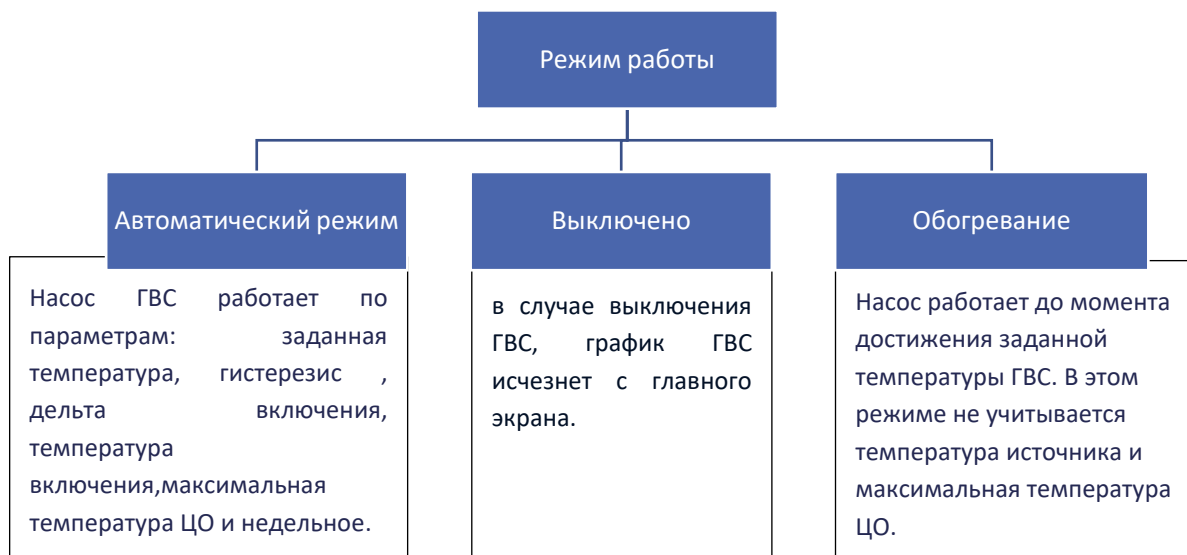 Режим работы
Автоматический режим
Насос ГВС работает по
параметрам: заданная
температура, гистерезис ,
дельта включения,
температура
включения,максимальная
температура ЦО и недельное.
Выключено
в случае выключения
ГВС, график ГВС
исчезнет с главного
экрана.
Обогревание
Насос работает до момента
достижения заданной
температуры ГВС. В этом
режиме не учитывается
температура источника и
максимальная температура
ЦО.